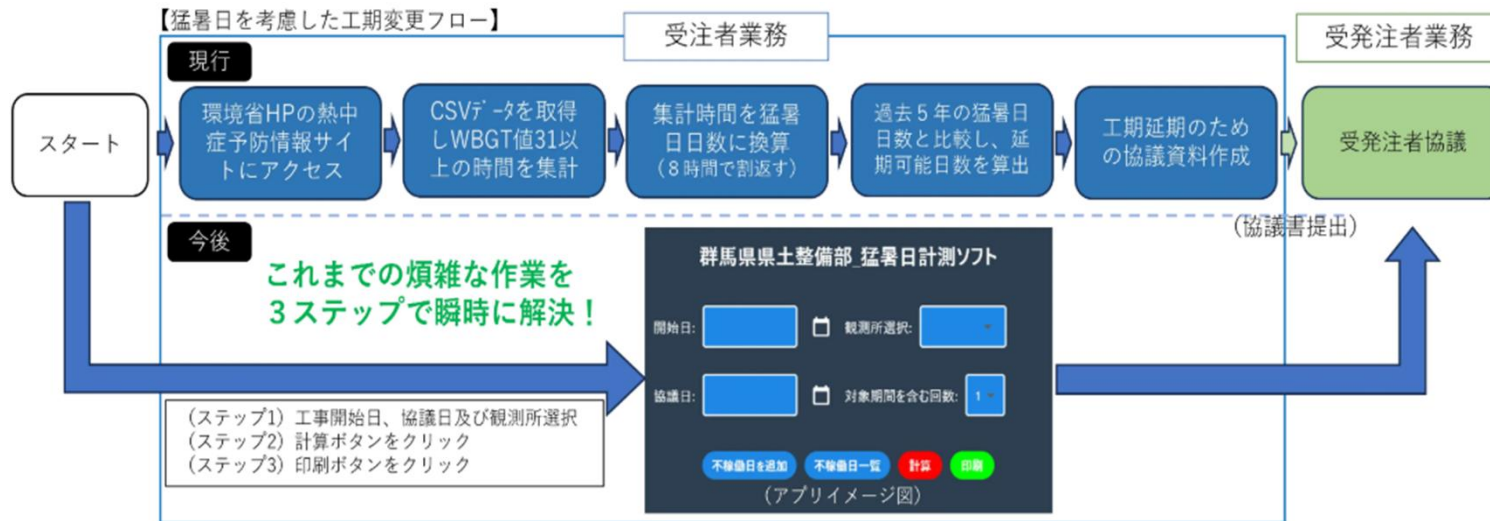 【猛暑日を考慮した工期変更フロー】
受注者業務
受発注者業務
現行
スタート
環境省HPの熱中
症予防情報サイ
トにアクセス
CSVデータを取得
しWBGT値31以
上の時間を集計
集計時間を猛暑
日日数に換算
(８時間で割返す)
過去５年の猛暑日
日数と比較し、延
期可能日数を算出
工期延期のため
の協議資料作成
受発注者協議
(協議書提出)
今後
これまでの煩雑な作業を
３ステップで瞬時に解決！
群馬県県土整備部_猛暑日計測ソフト
開始日:
観測所選択:
協議日:
対象期間を含む回数:
1
不稼働日を追加
不稼働日一覧
計算
印刷
(アプリイメージ図)
(ステップ1) 工事開始日、協議日及び観測所選択
(ステップ2) 計算ボタンをクリック
(ステップ3) 印刷ボタンをクリック